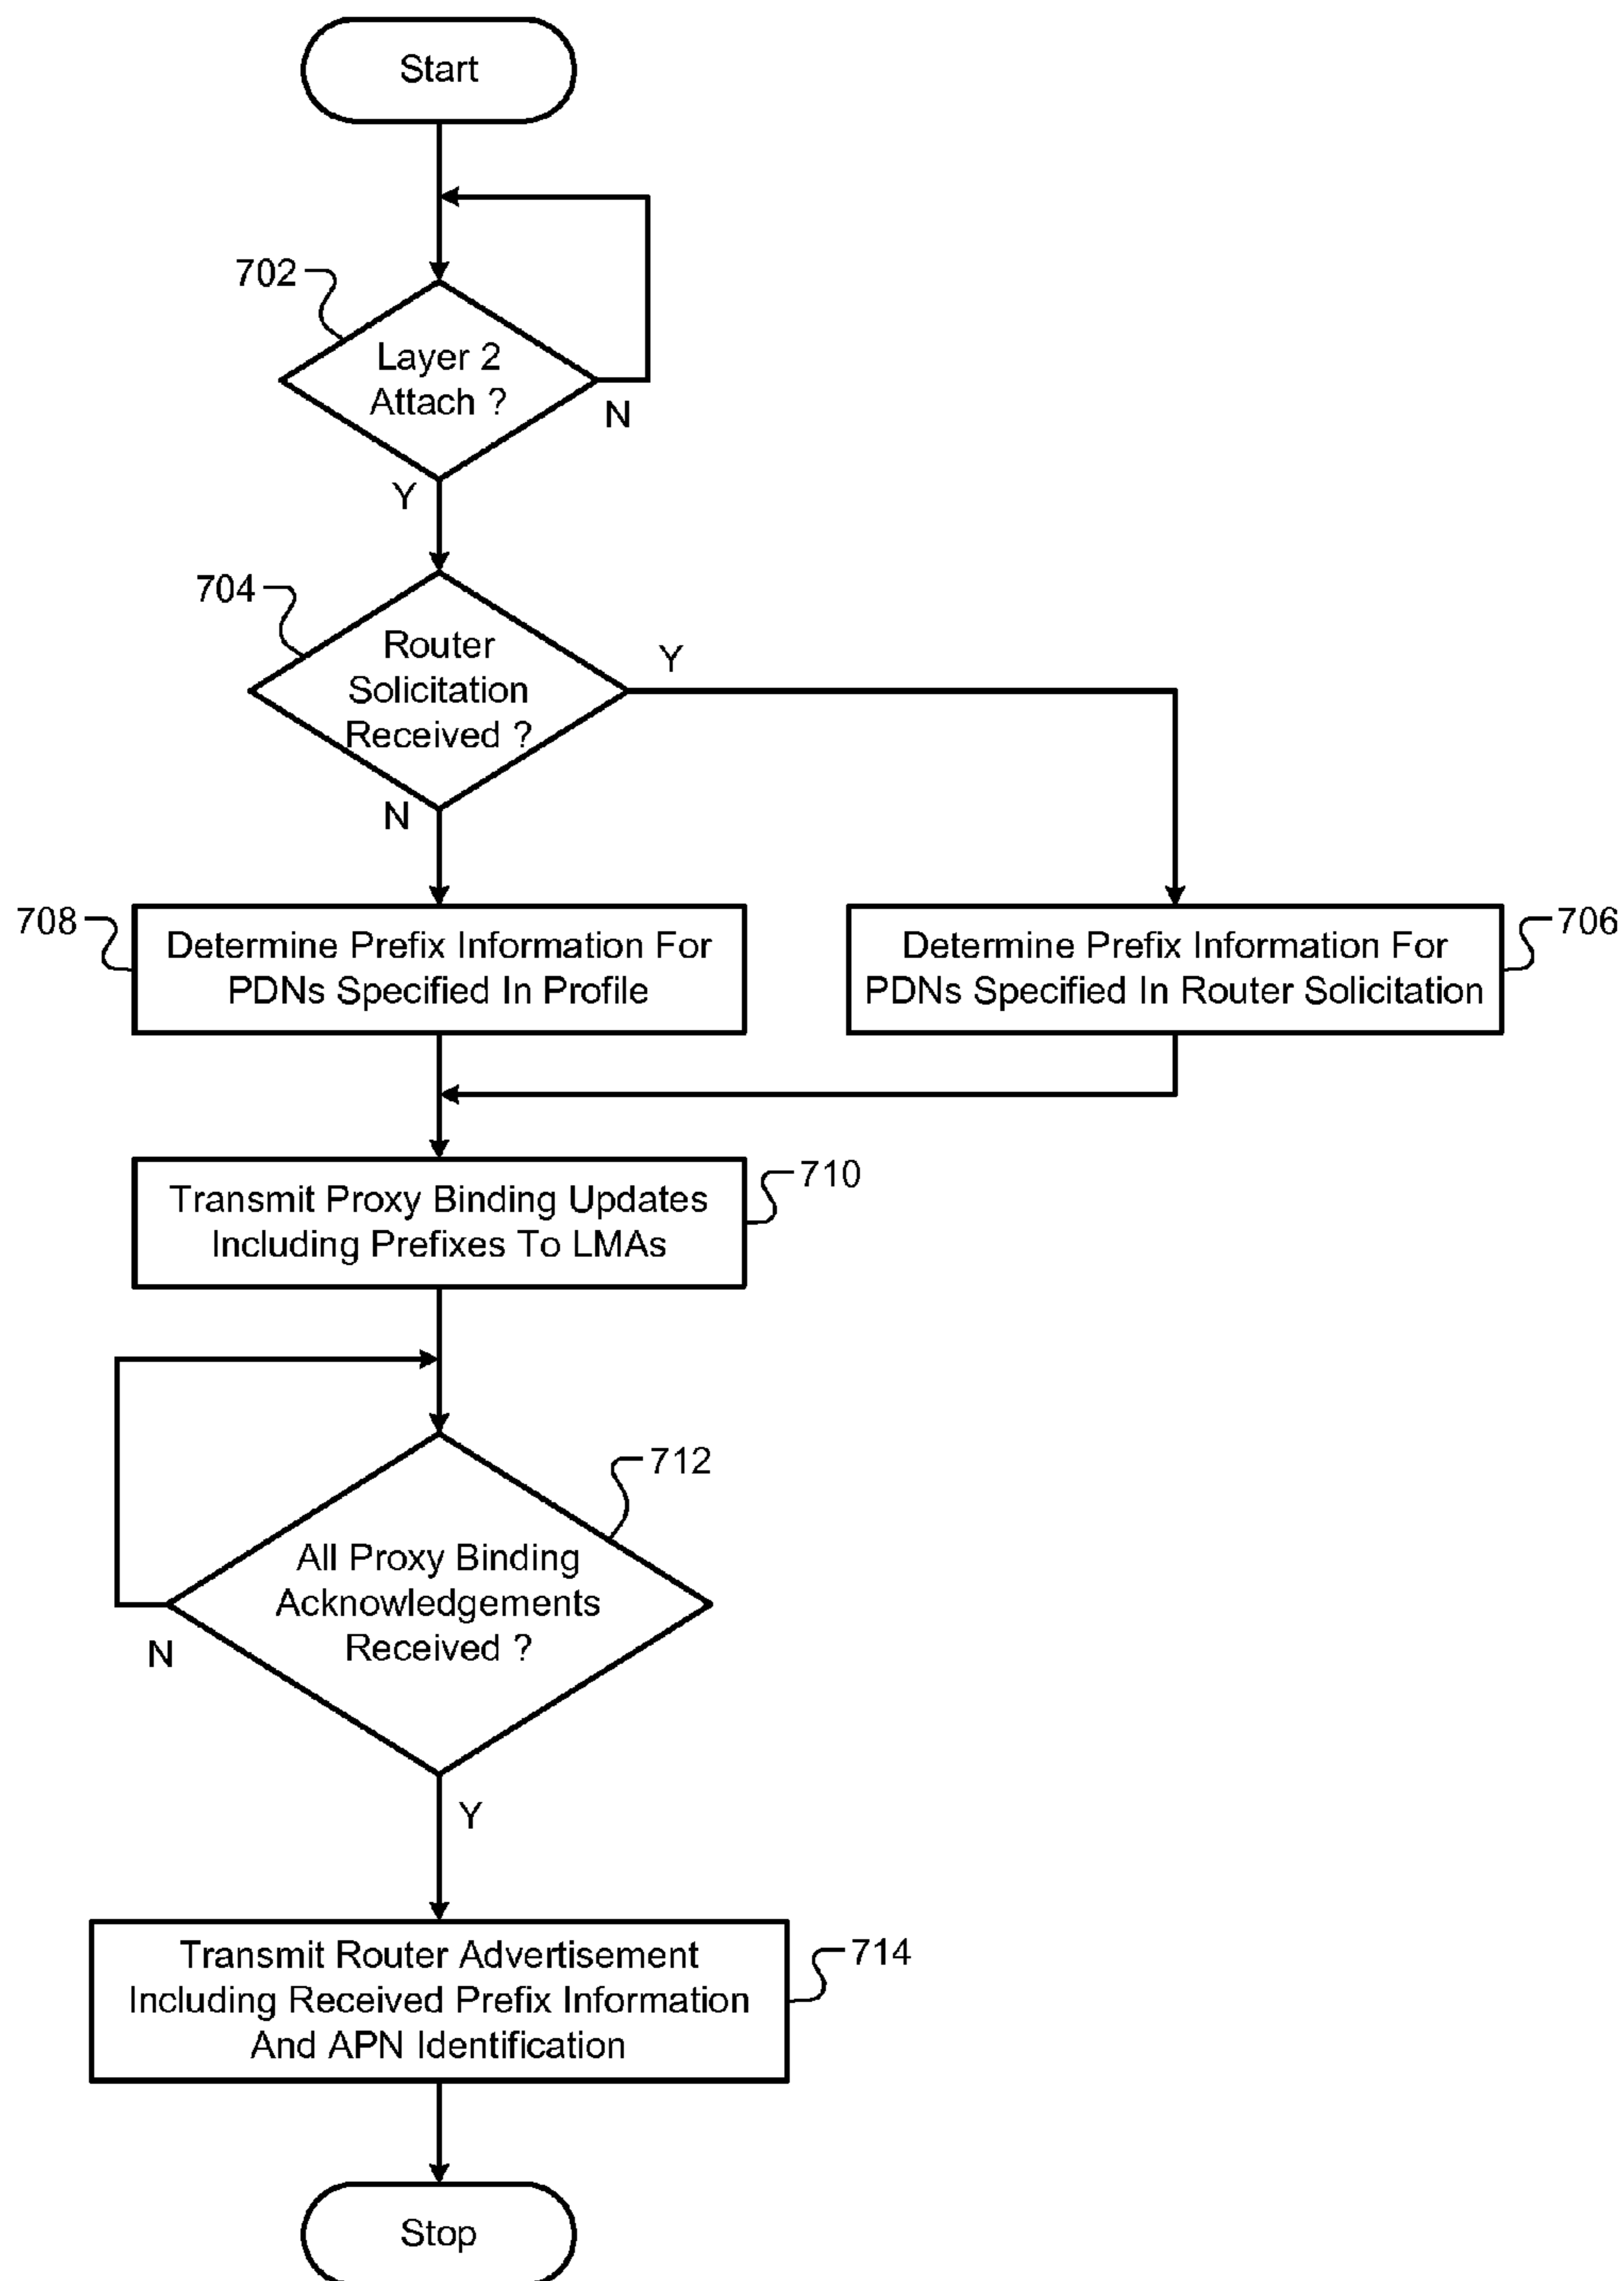 Start
702
Layer 2
Attach ?
N
Y
704
Router
Solicitation
Received ?
Y
N
708
Determine Prefix Information For
PDNs Specified In Profile
Determine Prefix Information For
PDNs Specified In Router Solicitation
706
Transmit Proxy Binding Updates
Including Prefixes To LMAs
710
712
All Proxy Binding
Acknowledgements
Received ?
N
Y
Transmit Router Advertisement
Including Received Prefix Information
And APN Identification
714
Stop